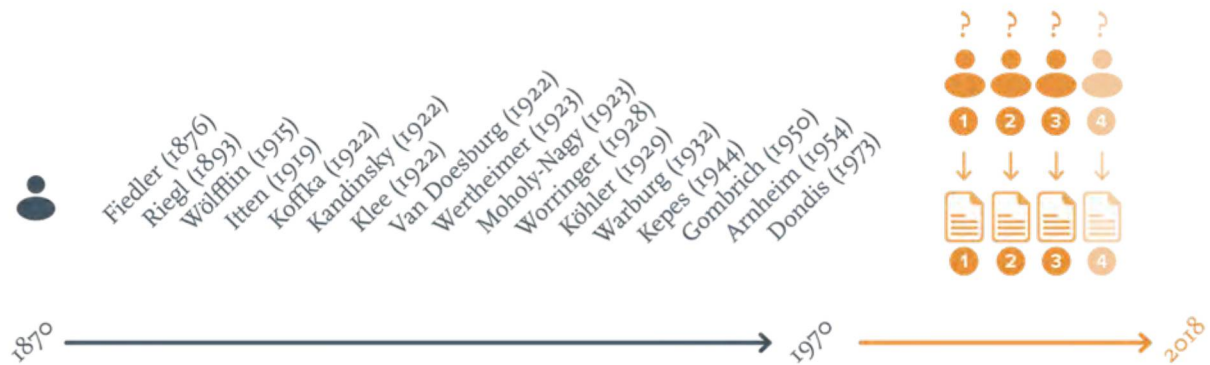 ? ? ? ?
1 2 3 4
Fiedler (1876)
Riegl (1893)
Wölfflin (1915)
Itten (1919)
Koffka (1922)
Kandinsky (1922)
Klee (1922)
Van Doesburg (1922)
Wertheimer (1923)
Moholy-Nagy (1923)
Worringer (1928)
Köhler (1929)
Warburg (1932)
Kepes (1944)
Gombrich (1950)
Arnheim (1954)
Dondis (1973)
1 2 3 4
1870
1970
2018